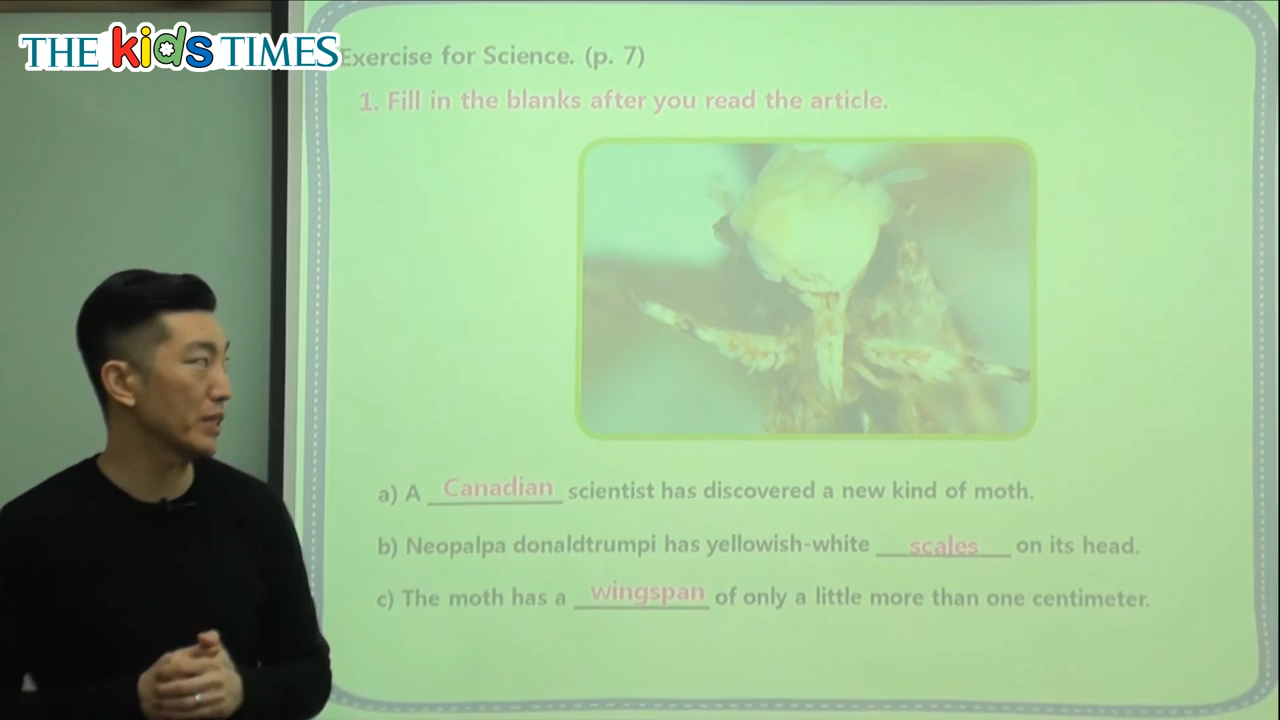 THE kids TIMES
Exercise for Science. (p. 7)
1. Fill in the blanks after you read the article.
a) A Canadian scientist has discovered a new kind of moth.
b) Neopalpa donaldtrumpi has yellowish-white scales on its head.
c) The moth has a wingspan of only a little more than one centimeter.